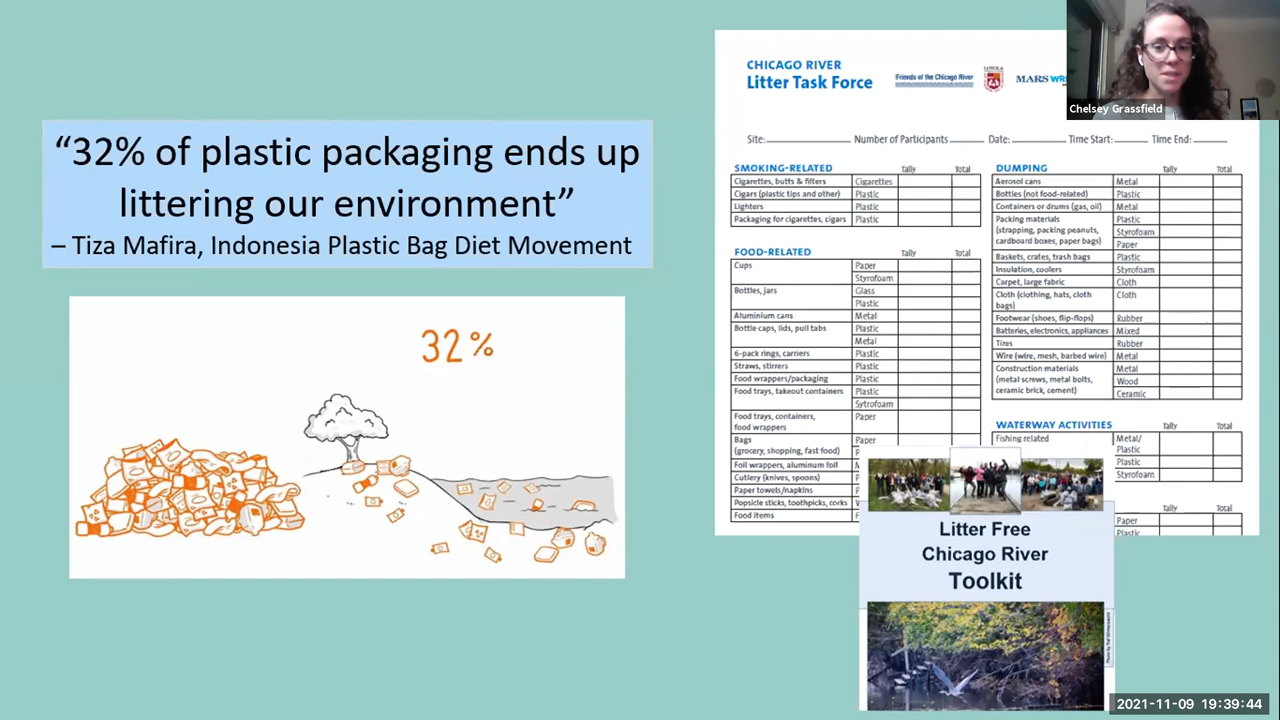 “32% of plastic packaging ends up
littering our environment”
– Tiza Mafira, Indonesia Plastic Bag Diet Movement
32%
CHICAGO RIVER
Litter Task Force
Friends of the Chicago River
LOYOLA
MARS WR
Chelsey Grassfield
Site: Number of Participants Date: Time Start: Time End:
SMOKING-RELATED Tally Total
Cigarettes, butts & filters Cigarettes
Cigars (plastic tips and other) Plastic
Lighters Plastic
Packaging for cigarettes, cigars Plastic
FOOD-RELATED Tally Total
Cups Paper
Styrofoam
Bottles, jars Glass
Plastic
Aluminium cans Metal
Bottle caps, lids, pull tabs Plastic
Metal
6-pack rings, carriers Plastic
Straws, stirrers Plastic
Food wrappers/packaging Plastic
Food trays, takeout containers Plastic
Sytrofoam
Food trays, containers, Paper
food wrappers
Bags Paper
(grocery, shopping, fast food) P
Foil wrappers, aluminum foil M
Cutlery (knives, spoons) P
Paper towels/napkins P
Popsicle sticks, toothpicks, corks W
Food items F
DUMPING Tally Total
Aerosol cans Metal
Bottles (not food-related) Plastic
Containers or drums (gas, oil) Metal
Packing materials Plastic
(strapping, packing peanuts, Styrofoam
cardboard boxes, paper bags) Paper
Baskets, crates, trash bags Plastic
Insulation, coolers Styrofoam
Carpet, large fabric Cloth
Cloth (clothing, hats, cloth Cloth
bags)
Footwear (shoes, flip-flops) Rubber
Batteries, electronics, appliances Mixed
Tires Rubber
Wire (wire, mesh, barbed wire) Metal
Construction materials Metal
(metal screws, metal bolts, Wood
ceramic brick, cement) Ceramic
WATERWAY ACTIVITIES Tally Total
Fishing related Metal/
Plastic
Plastic
Styrofoam
Tally Total
Paper
Plastic
Litter Free
Chicago River
Toolkit
2021-11-09 19:39:44